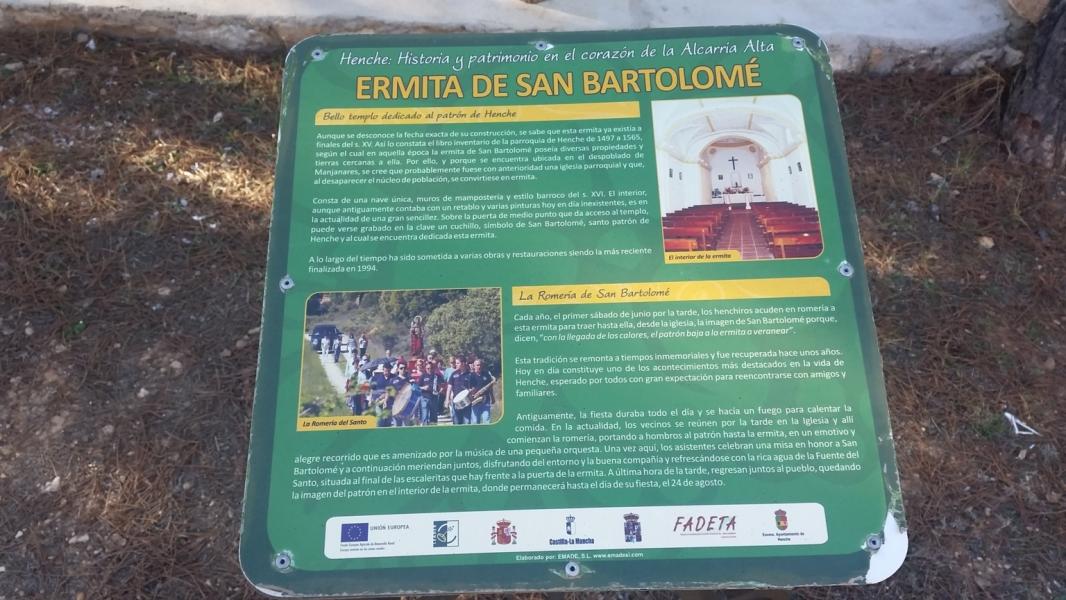 Henche: Historia y patrimonio en el corazón de la Alcarria Alta
ERMITA DE SAN BARTOLOMÉ
Bello templo dedicado al patrón de Henche
Aunque se desconoce la fecha exacta de su construcción, se sabe que esta ermita ya existía a
finales del s. XV. Así lo constata el libro inventario de la parroquia de Henche de 1497 a 1565,
según el cual en aquella época la ermita de San Bartolomé poseía diversas propiedades y
tierras cercanas a ella. Por ello, y porque se encuentra ubicada en el despoblado de
Manjanares, se cree que probablemente fuese con anterioridad una iglesia parroquial y que,
al desaparecer el núcleo de población, se convirtiese en ermita.
Consta de una nave única, muros de mampostería y estilo barroco del s. XVI. El interior,
aunque antiguamente contaba con un retablo y varias pinturas hoy en día inexistentes, es en
la actualidad de una gran sencillez. Sobre la puerta de medio punto que da acceso al templo,
puede verse grabado en la clave un cuchillo, símbolo de San Bartolomé, santo patrón de
Henche y al cual se encuentra dedicada esta ermita.
A lo largo del tiempo ha sido sometida a varias obras y restauraciones siendo la más reciente
finalizada en 1994.
El interior de la ermita
La Romería de San Bartolomé
Cada año, el primer sábado de junio por la tarde, los henchiros acuden en romería a
esta ermita para traer hasta ella, desde la iglesia, la imagen de San Bartolomé porque,
dicen, "con la llegada de los calores, el patrón baja a la ermita a veranear".
Esta tradición se remonta a tiempos inmemoriales y fue recuperada hace unos años.
Hoy en día constituye uno de los acontecimientos más destacados en la vida de
Henche, esperado por todos con gran expectación para reencontrarse con amigos y
familiares.
La Romería del Santo
Antiguamente, la fiesta duraba todo el día y se hacía un fuego para calentar la
comida. En la actualidad, los vecinos se reúnen por la tarde en la Iglesia y allí
comienzan la romería, portando a hombros al patrón hasta la ermita, en un emotivo y
alegre recorrido que es amenizado por la música de una pequeña orquesta. Una vez aquí, los asistentes celebran una misa en honor a San
Bartolomé y a continuación meriendan juntos, disfrutando del entorno y la buena compañía y refrescándose con la rica agua de la Fuente del
Santo, situada al final de las escaleritas que hay frente a la puerta de la ermita. A última hora de la tarde, regresan juntos al pueblo, quedando
la imagen del patrón en el interior de la ermita, donde permanecerá hasta el día de su fiesta, el 24 de agosto.
UNIÓN EUROPEA
Fondo Europeo Agrícola de Desarrollo Rural
Europa invierte en las zonas rurales
Castilla-La Mancha
FADETA
Excmo. Ayuntamiento de
Henche
Elaborado por: EMADE, S.L. www.emadesl.com